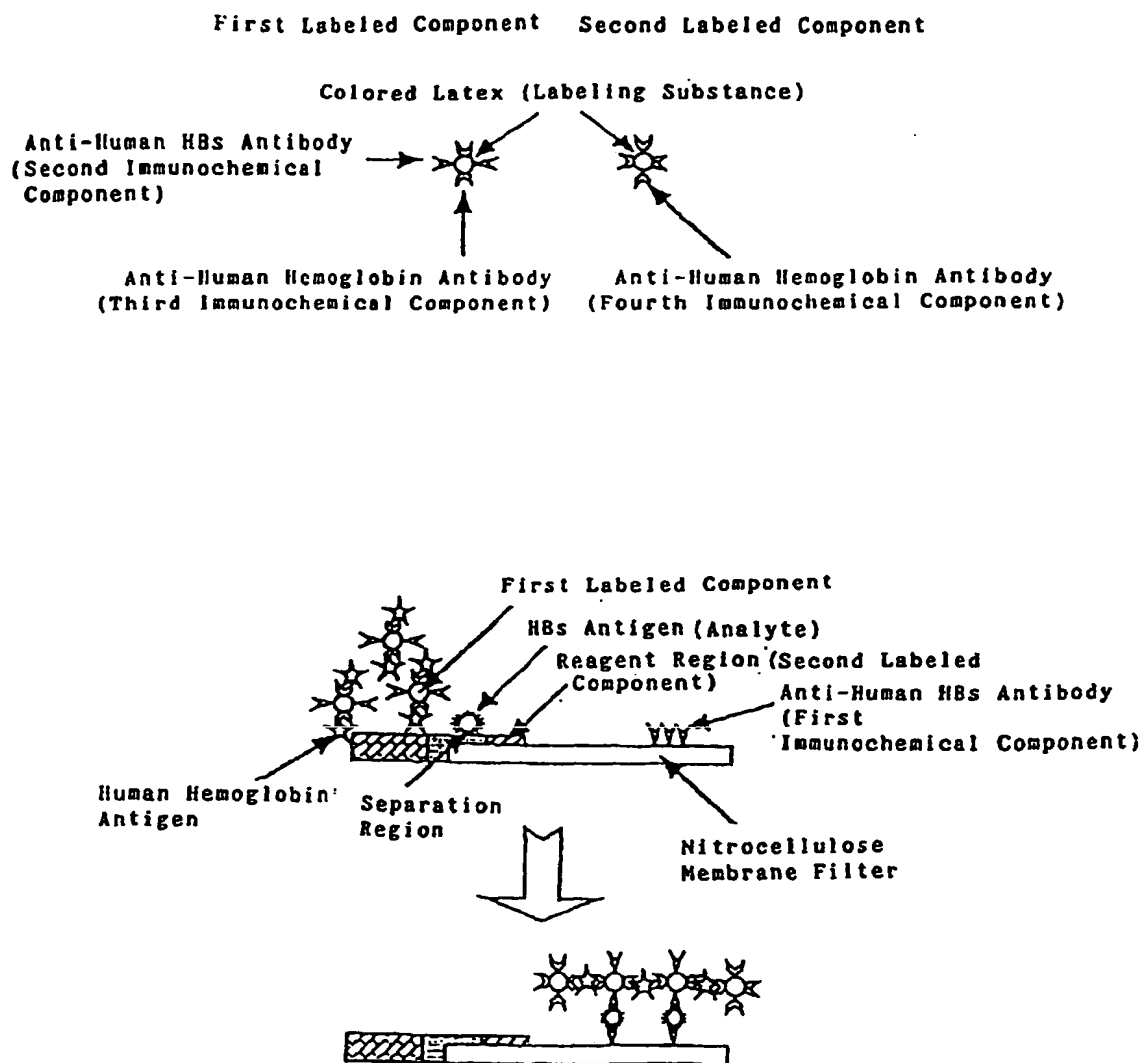 First Labeled Component Second Labeled Component
Colored Latex (Labeling Substance)
Anti-Human HBs Antibody
(Second Immunochemical
Component)
Anti-Human Hemoglobin Antibody
(Third Immunochemical Component)
Anti-Human Hemoglobin Antibody
(Fourth Immunochemical Component)
First Labeled Component
HBs Antigen (Analyte)
Reagent Region (Second Labeled
Component)
Anti-Human HBs Antibody
(First
Immunochemical Component)
Human Hemoglobin
Antigen
Separation
Region
Nitrocellulose
Membrane Filter